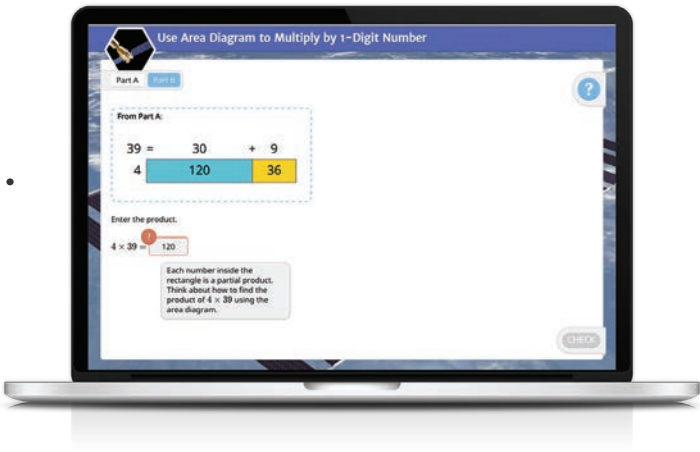 Use Area Diagram to Multiply by 1-Digit Number
Part A Part B
?
From Part A:
39 = 30 + 9
4 120 36
Enter the product.
?
4 × 39 = 120
Each number inside the
rectangle is a partial product.
Think about how to find the
product of 4 × 39 using the
area diagram.
CHECK